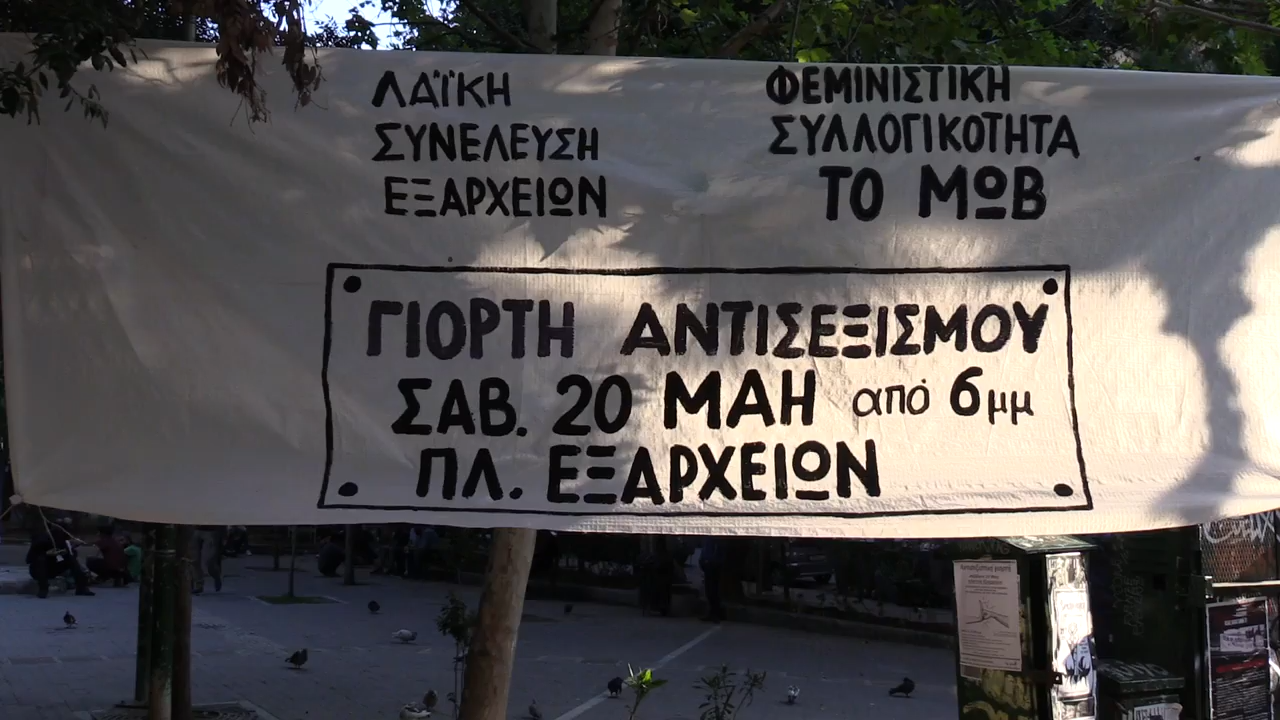 ΛΑΪΚΗ
ΣΥΝΕΛΕΥΣΗ
ΕΞΑΡΧΕΙΩΝ
ΦΕΜΙΝΙΣΤΙΚΗ
ΣΥΛΛΟΓΙΚΟΤΗΤΑ
ΤΟ ΜΩΒ
ΓΙΟΡΤΗ ΑΝΤΙΣΕΞΙΣΜΟΥ
ΣΑΒ. 20 ΜΑΗ από 6μμ
ΠΛ. ΕΞΑΡΧΕΙΩΝ